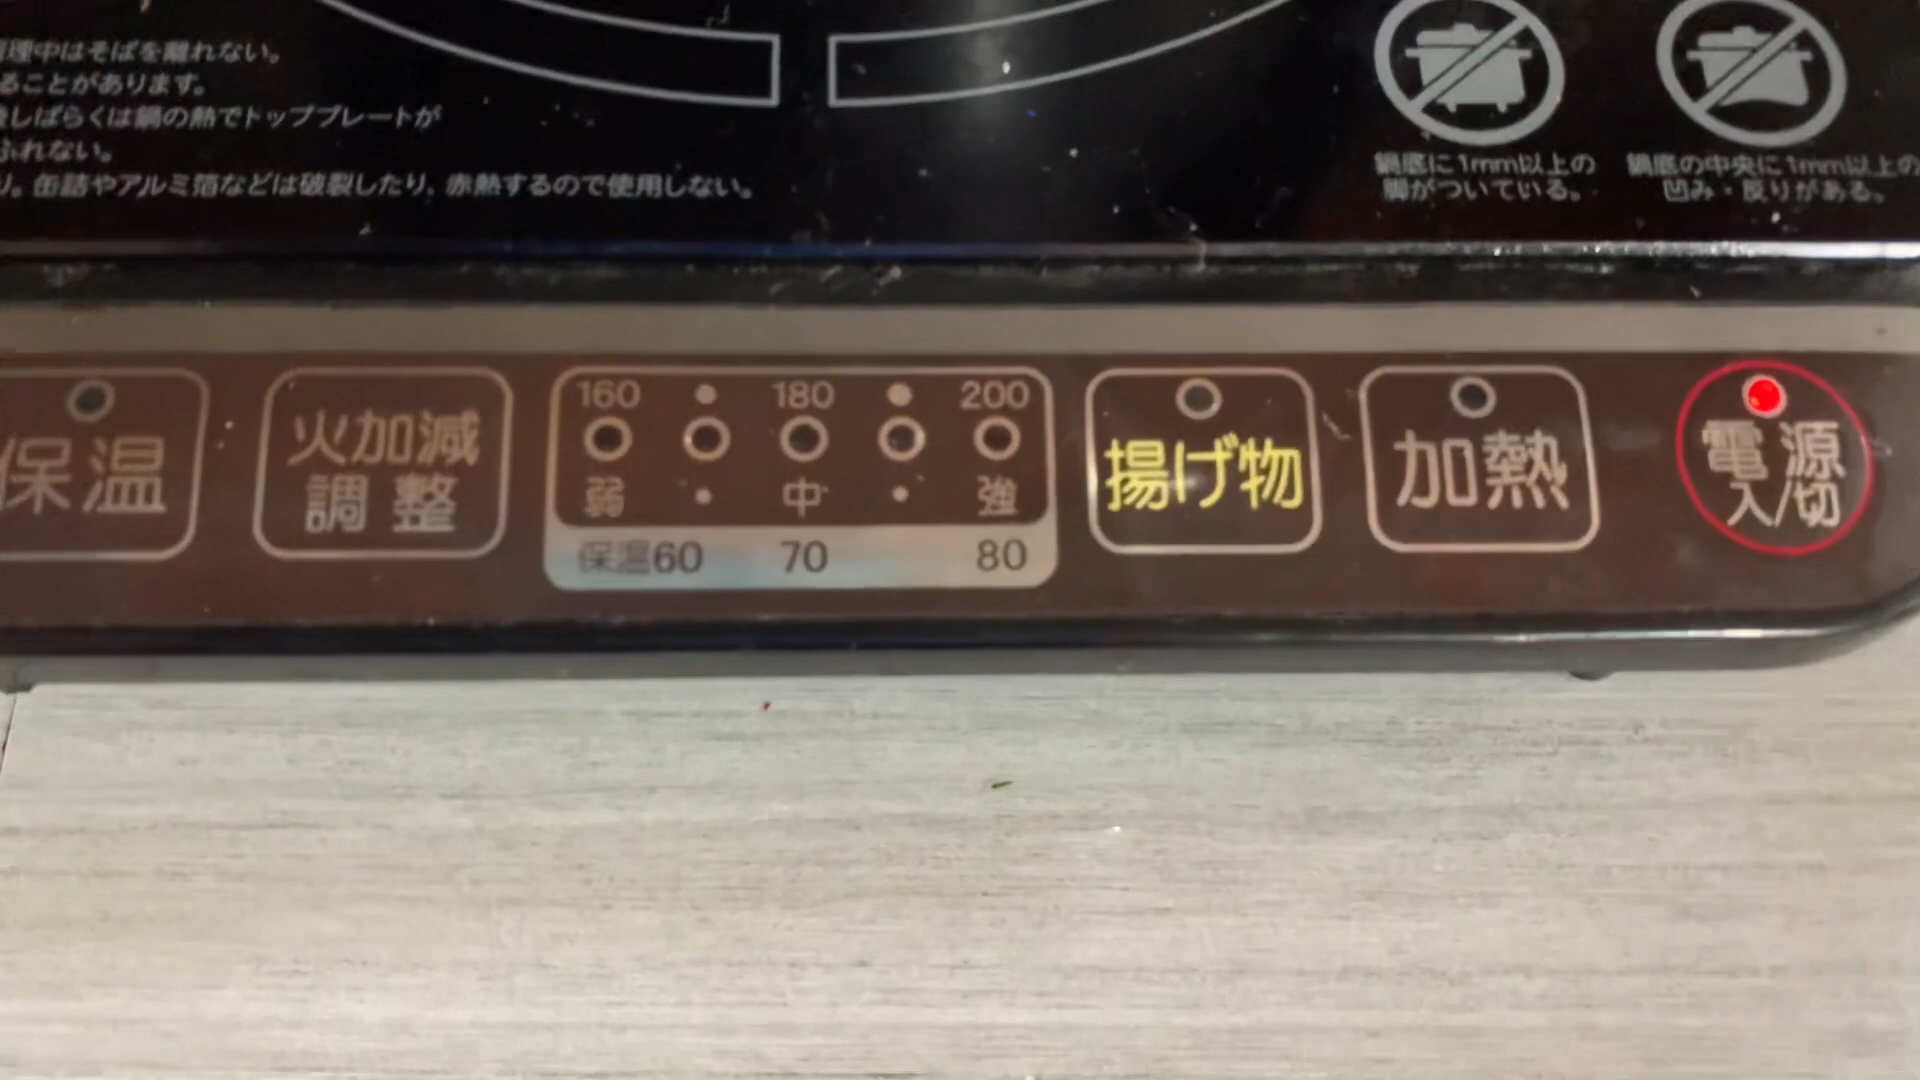 理中はそばを離れない。
ることがあります。
しばらくは鍋の熱でトッププレートが
ふれない。
缶詰やアルミ箔などは破裂したり、赤熱するので使用しない。
鍋底に1mm以上の
脚がついている。
鍋底の中央に1mm以上の
凹み・反りがある。
保温
火加減
調整
160 • 180 • 200
弱 • 中 • 強
保温60 70 80
揚げ物
加熱
電源
入/切